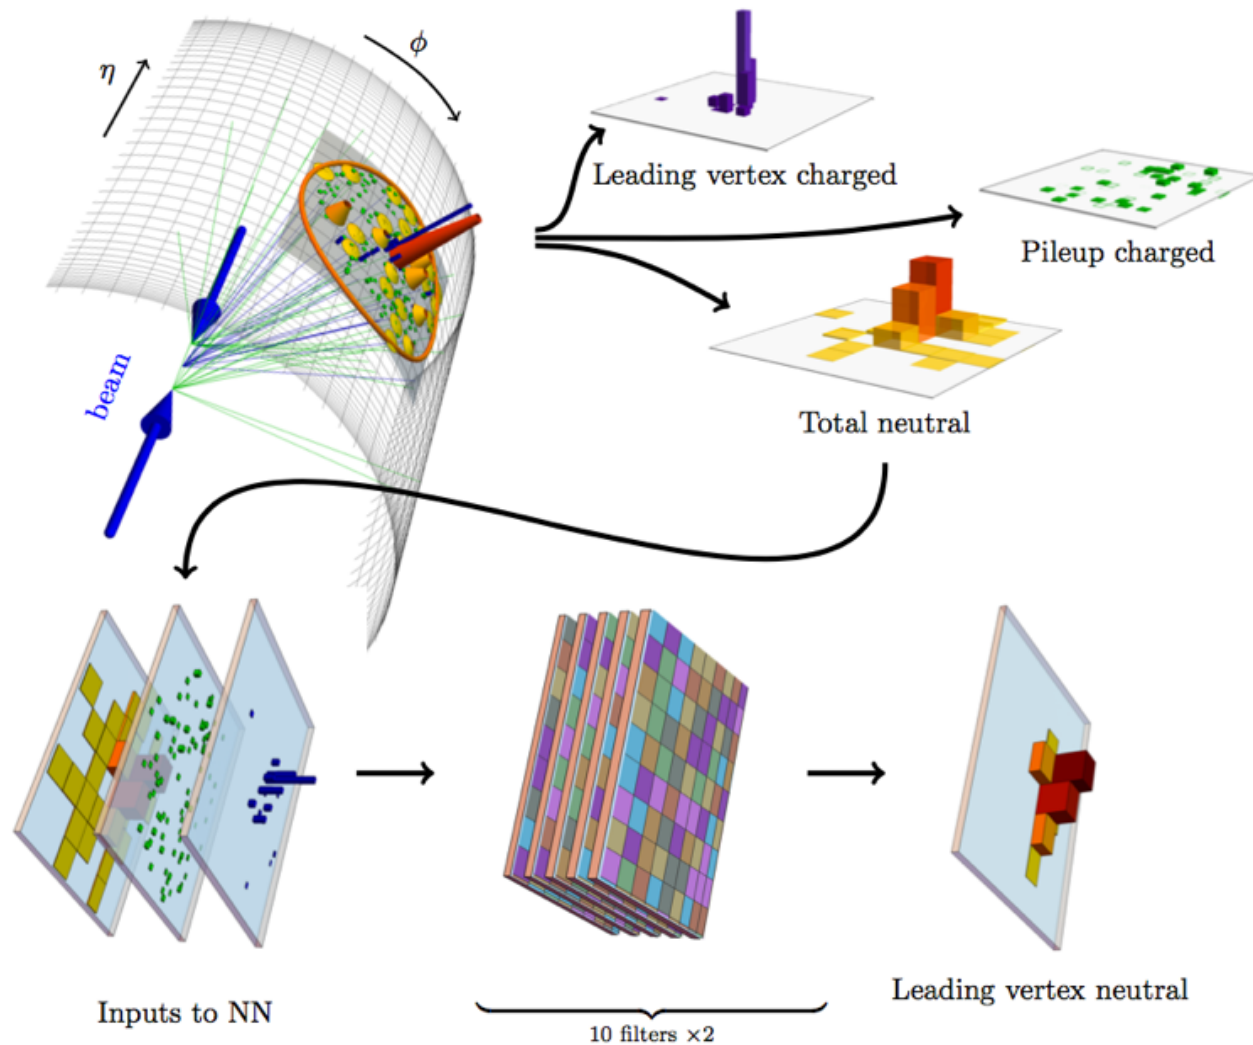 η
ϕ
Leading vertex charged
Pileup charged
beam
Total neutral
Inputs to NN
10 filters ×2
Leading vertex neutral